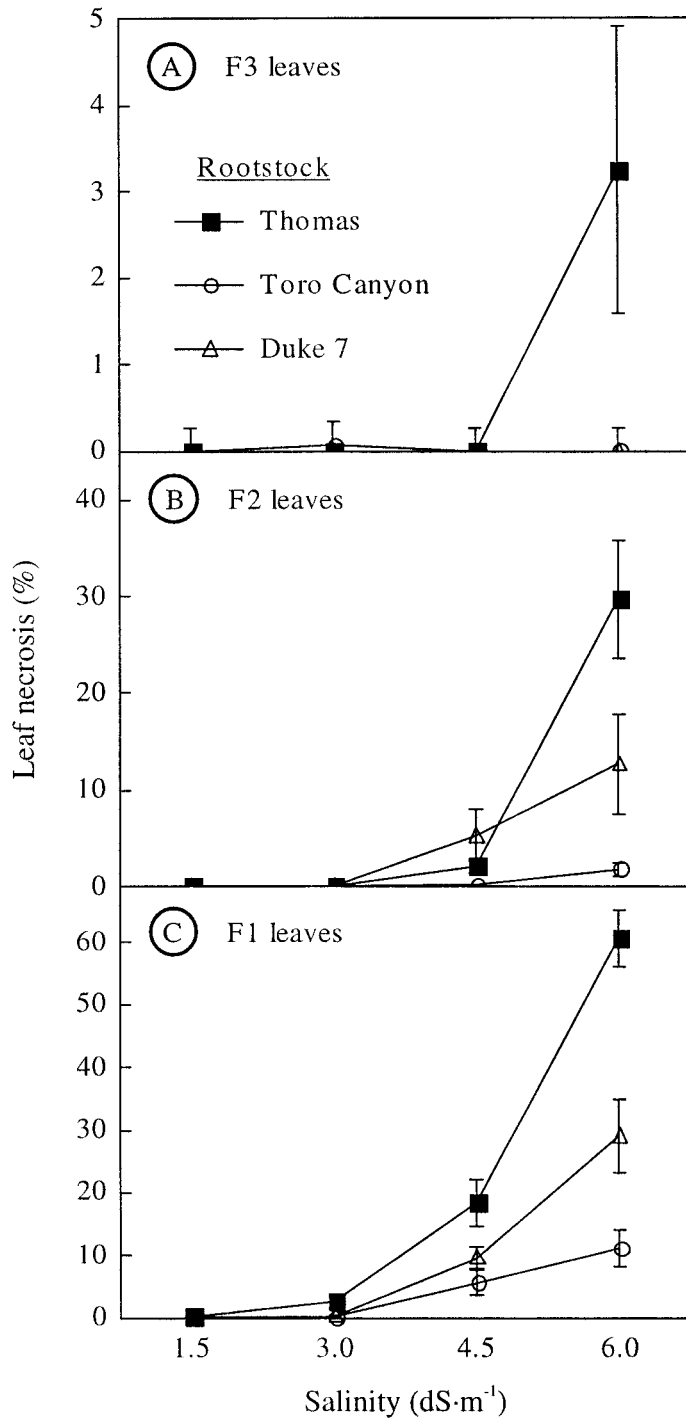 5
A F3 leaves
4
Rootstock
Thomas
3
Toro Canyon
2
Duke 7
1
0
B F2 leaves
40
30
20
10
0
C F1 leaves
60
50
40
30
20
10
0
1.5 3.0 4.5 6.0
Salinity (dS·m⁻¹)
Leaf necrosis (%)